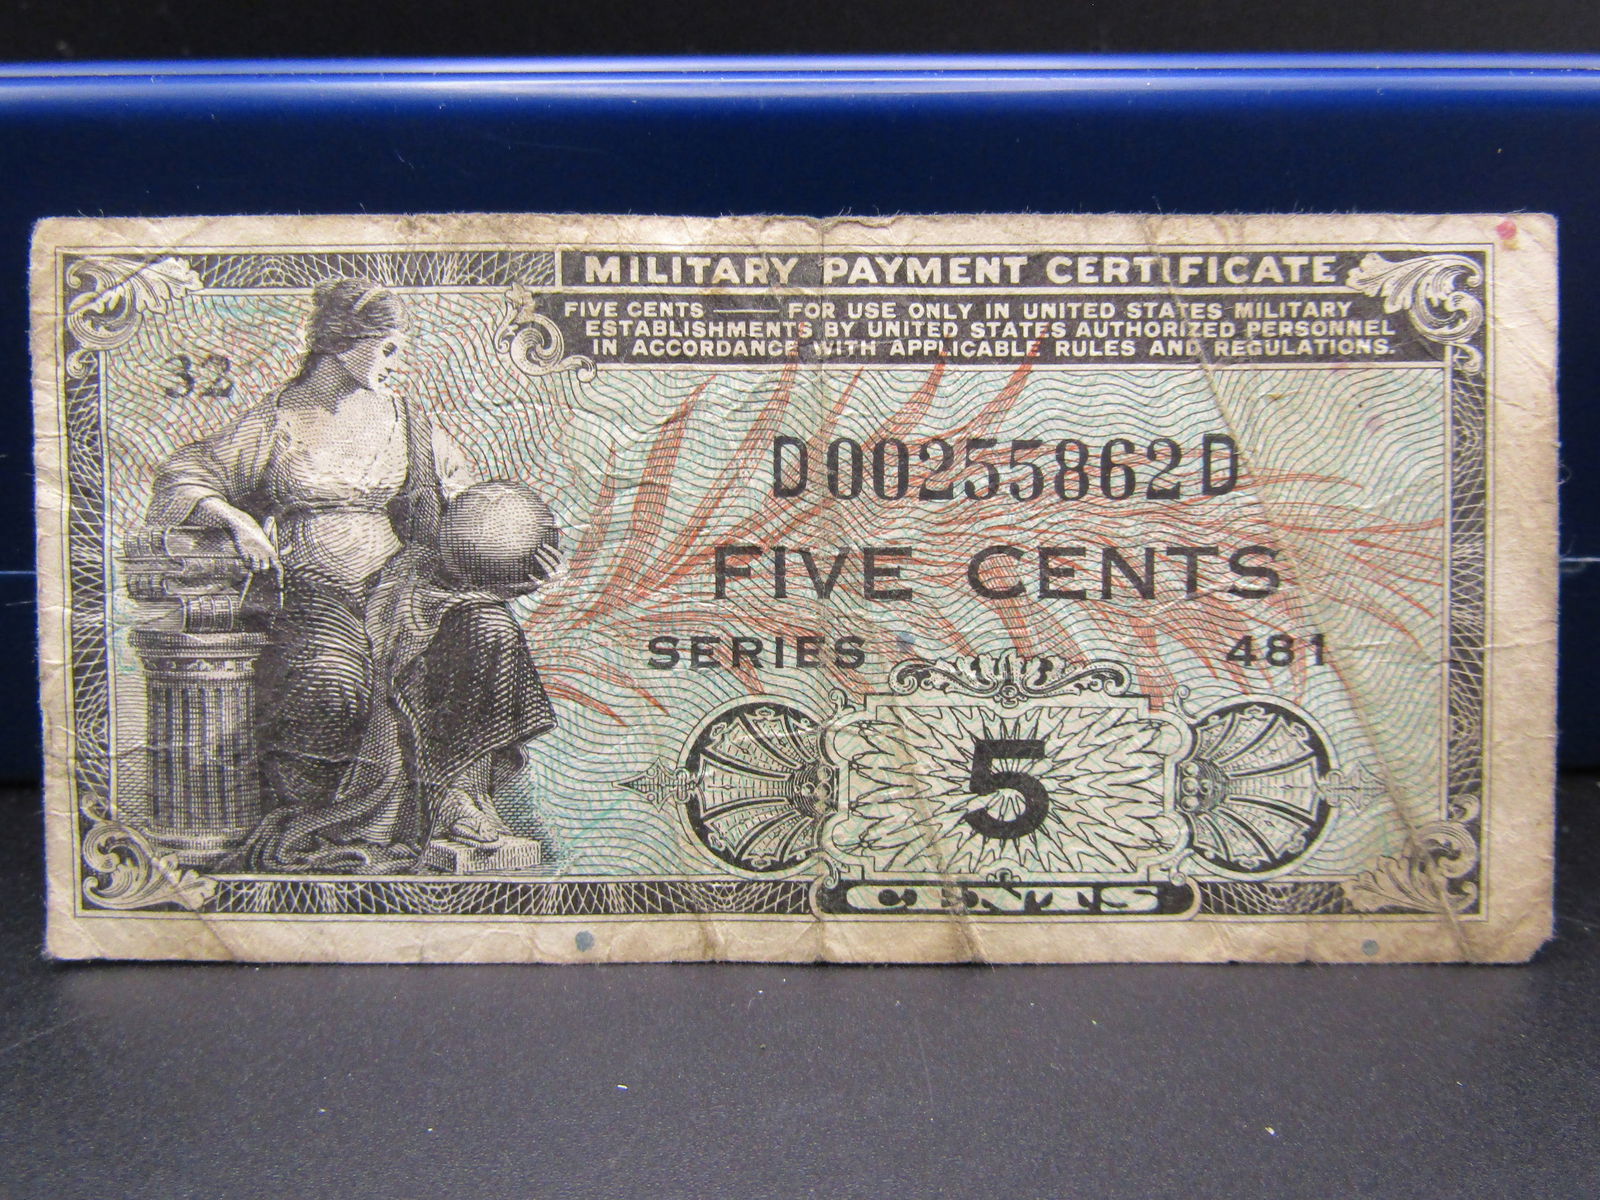 MILITARY PAYMENT CERTIFICATE
FIVE CENTS — FOR USE ONLY IN UNITED STATES MILITARY
ESTABLISHMENTS BY UNITED STATES AUTHORIZED PERSONNEL
IN ACCORDANCE WITH APPLICABLE RULES AND REGULATIONS.
32
D00255862D
FIVE CENTS
SERIES 481
5
CENTS